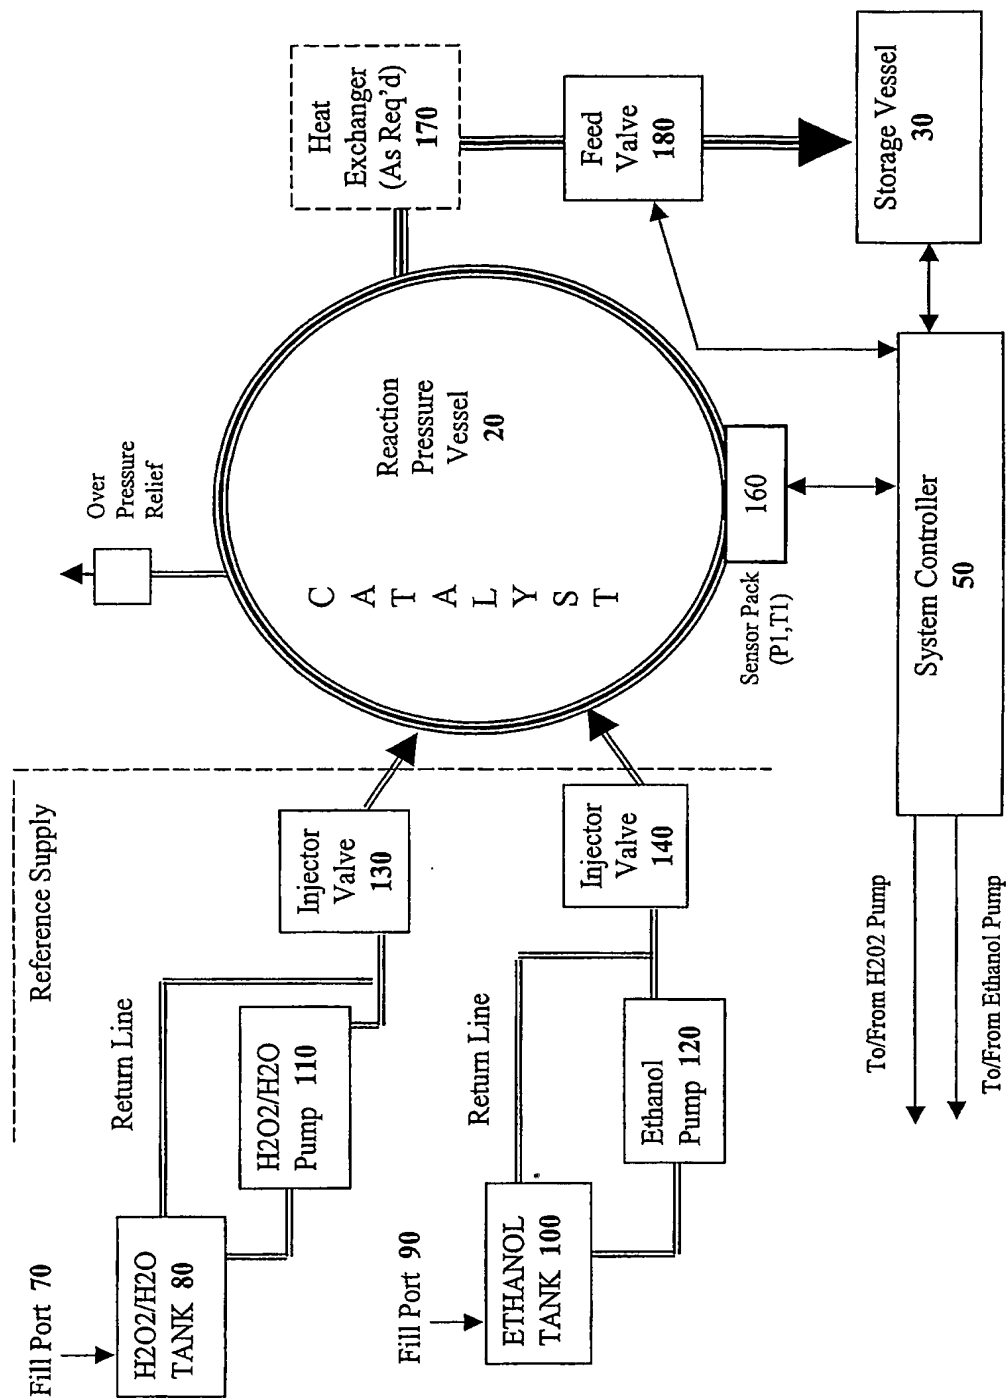 Fill Port 70
H2O2/H2O
TANK 80
Return Line
H2O2/H2O
Pump 110
Reference Supply
Injector
Valve
130
Fill Port 90
ETHANOL
TANK 100
Return Line
Ethanol
Pump 120
Injector
Valve
140
Over
Pressure
Relief
C
A
T
A
L
Y
S
T
Reaction
Pressure
Vessel
20
Sensor Pack
(P1,T1)
160
Heat
Exchanger
(As Req'd)
170
Feed
Valve
180
Storage Vessel
30
System Controller
50
To/From H202 Pump
To/From Ethanol Pump